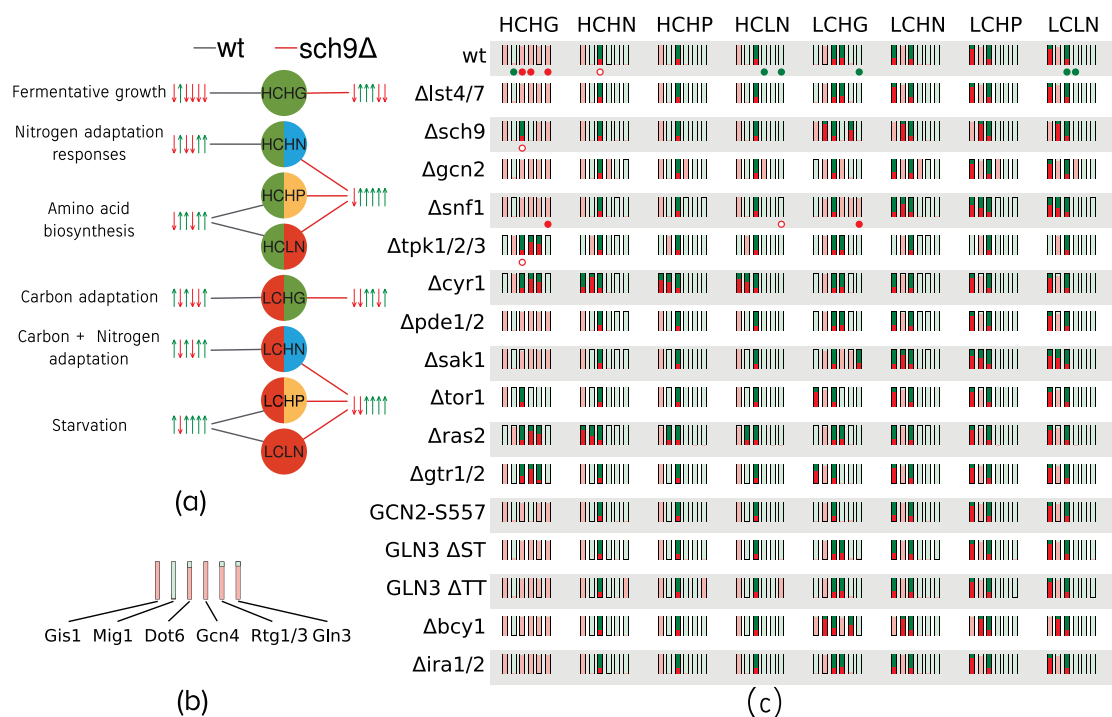 wt
sch9Δ
Fermentative growth
HCHG
Nitrogen adaptation
responses
HCHN
Amino acid
biosynthesis
HCHP
HCLN
Carbon adaptation
LCHG
Carbon + Nitrogen
adaptation
LCHN
Starvation
LCHP
LCLN
(a)
Gis1 Mig1 Dot6 Gcn4 Rtg1/3 Gln3
(b)
HCHG HCHN HCHP HCLN LCHG LCHN LCHP LCLN
wt
Δlst4/7
Δsch9
Δgcn2
Δsnf1
Δtpk1/2/3
Δcyr1
Δpde1/2
Δsak1
Δtor1
Δras2
Δgtr1/2
GCN2-S557
GLN3 ΔST
GLN3 ΔTT
Δbcy1
Δira1/2
(c)